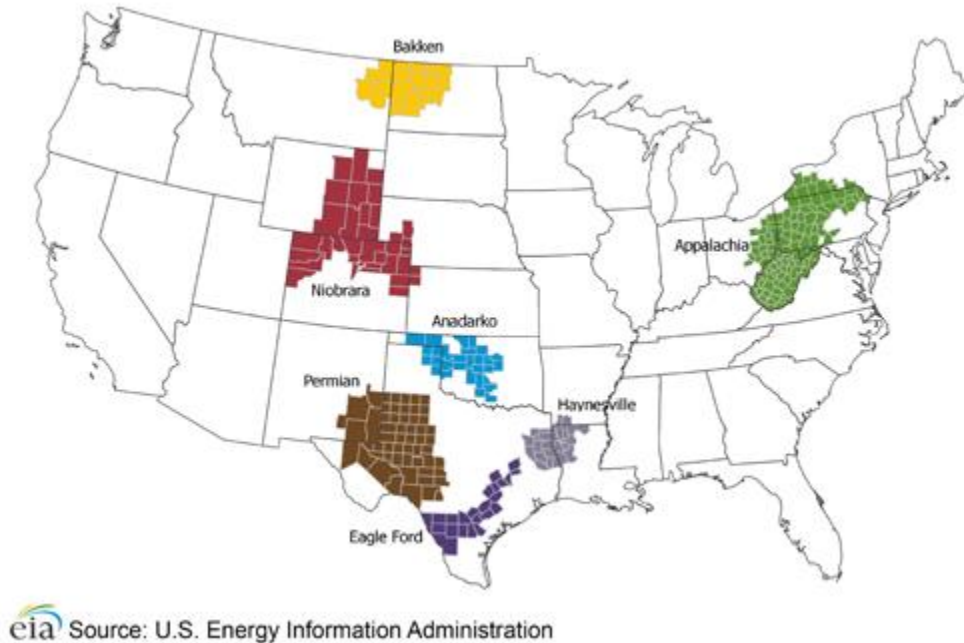 Bakken
Appalachia
Niobrara
Anadarko
Permian
Haynesville
Eagle Ford
eia Source: U.S. Energy Information Administration